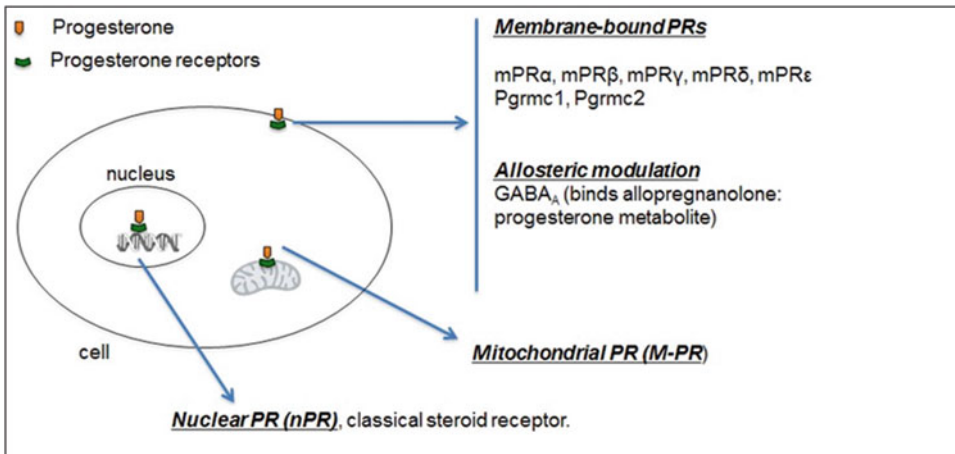 Progesterone
Progesterone receptors
nucleus
cell
Membrane-bound PRs
mPRα, mPRβ, mPRγ, mPRδ, mPRε
Pgrmc1, Pgrmc2
Allosteric modulation
GABA_A (binds allopregnanolone:
progesterone metabolite)
Mitochondrial PR (M-PR)
Nuclear PR (nPR), classical steroid receptor.